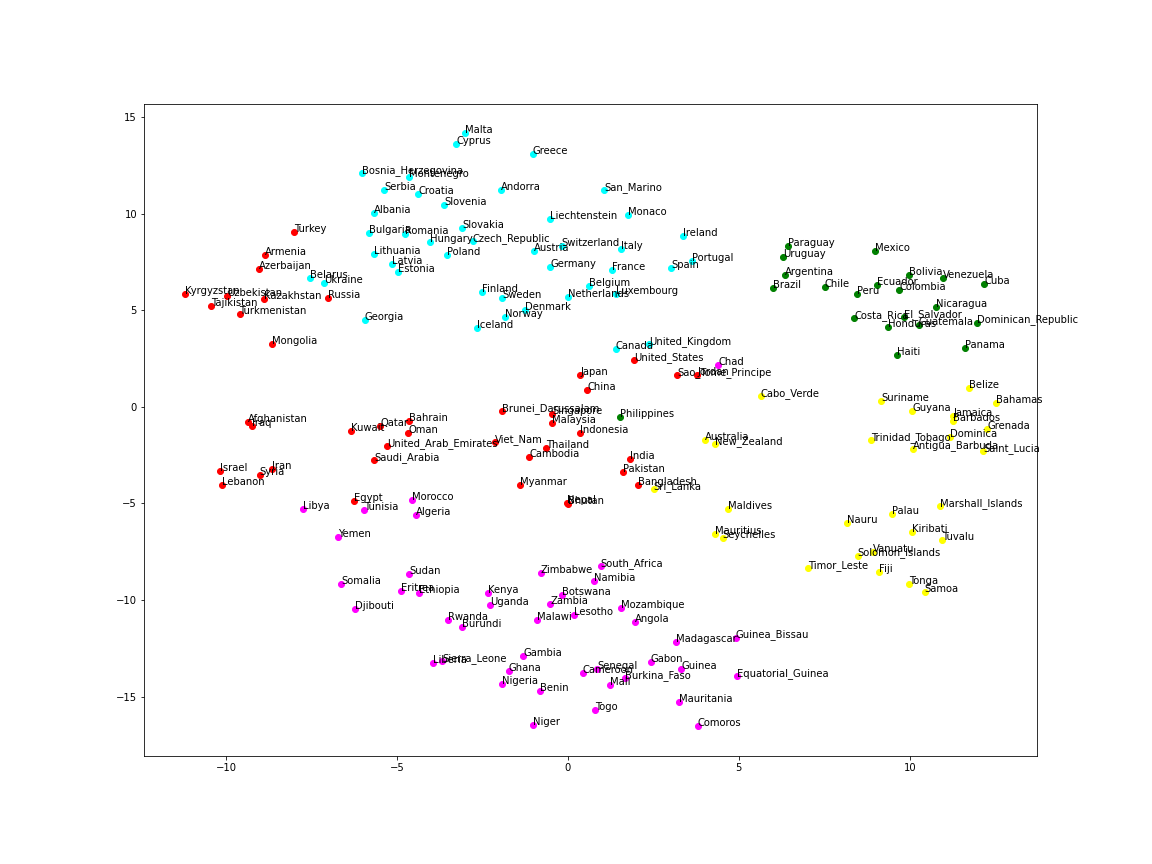 15
10
5
0
−5
−10
−15
−10
−5
0
5
10
Malta
Cyprus
Greece
Bosnia_Herzegovina
Montenegro
Serbia
Croatia
Andorra
San_Marino
Slovenia
Albania
Liechtenstein
Monaco
Slovakia
Turkey
Bulgaria
Romania
Hungary
Czech_Republic
Switzerland
Austria
Italy
Ireland
Paraguay
Uruguay
Mexico
Armenia
Lithuania
Poland
Latvia
Estonia
Germany
France
Spain
Portugal
Azerbaijan
Belarus
Ukraine
Argentina
Bolivia
Venezuela
Cuba
Brazil
Chile
Peru
Ecuador
Colombia
Kyrgyzstan
Uzbekistan
Kazakhstan
Russia
Tajikistan
Turkmenistan
Finland
Sweden
Netherlands
Belgium
Luxembourg
Denmark
Norway
Iceland
Georgia
Nicaragua
Costa_Rica
El_Salvador
Honduras
Guatemala
Dominican_Republic
Mongolia
Canada
United_Kingdom
United_States
Haiti
Panama
Japan
China
Sao_Tome_Principe
Jordan
Chad
Cabo_Verde
Belize
Suriname
Guyana
Bahamas
Jamaica
Barbados
Grenada
Dominica
Trinidad_Tobago
Antigua_Barbuda
Saint_Lucia
Afghanistan
Iraq
Kuwait
Qatar
Bahrain
Oman
Brunei_Darussalam
Singapore
Malaysia
Indonesia
Philippines
United_Arab_Emirates
Viet_Nam
Thailand
Cambodia
Australia
New_Zealand
Saudi_Arabia
Israel
Iran
Syria
Lebanon
India
Pakistan
Bangladesh
Sri_Lanka
Myanmar
Nepal
Bhutan
Egypt
Libya
Tunisia
Morocco
Algeria
Yemen
Maldives
Mauritius
Seychelles
Nauru
Palau
Marshall_Islands
Kiribati
Tuvalu
Vanuatu
Solomon_Islands
Timor_Leste
Fiji
Tonga
Samoa
Somalia
Sudan
Eritrea
Ethiopia
Djibouti
Kenya
Uganda
Rwanda
Burundi
Zimbabwe
South_Africa
Namibia
Botswana
Zambia
Malawi
Lesotho
Mozambique
Angola
Madagascar
Guinea_Bissau
Liberia
Sierra_Leone
Gambia
Ghana
Nigeria
Benin
Cameroon
Senegal
Mali
Burkina_Faso
Gabon
Guinea
Equatorial_Guinea
Mauritania
Togo
Niger
Comoros